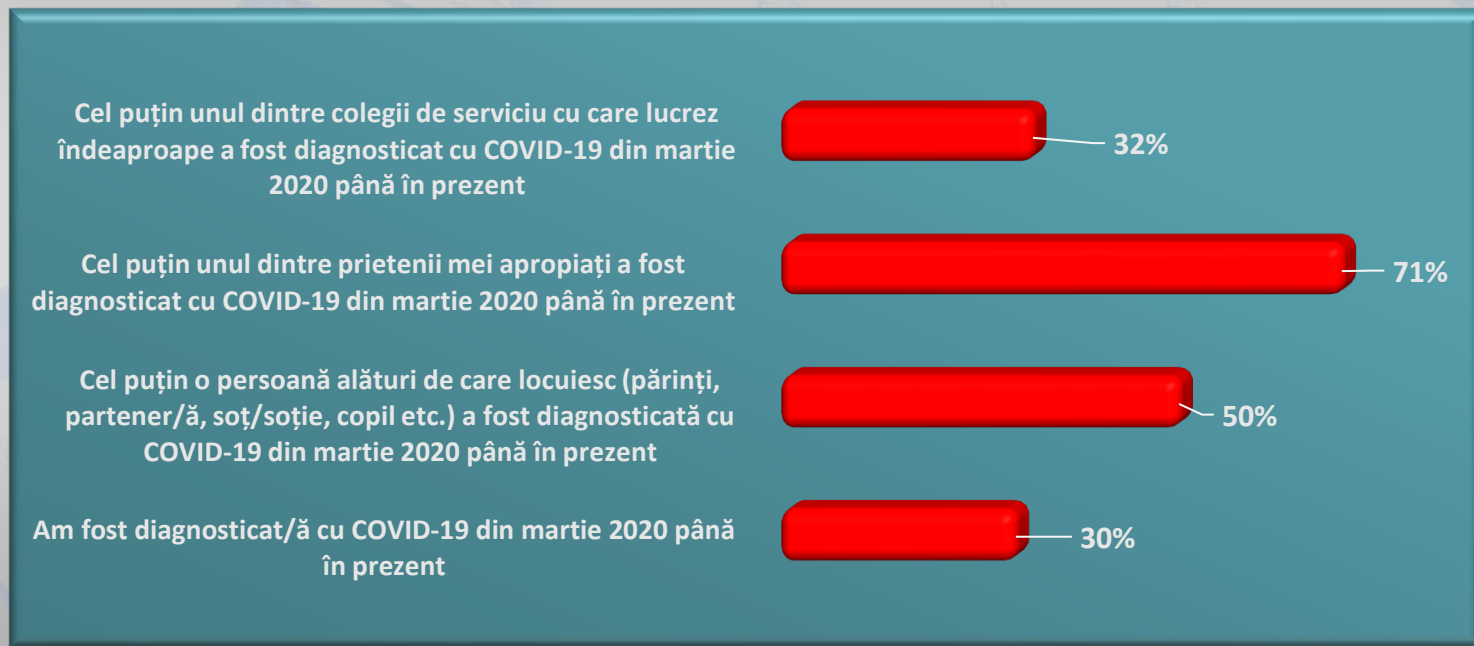 Cel puțin unul dintre colegii de serviciu cu care lucrez
îndeaproape a fost diagnosticat cu COVID-19 din martie
2020 până în prezent
32%
Cel puțin unul dintre prietenii mei apropiați a fost
diagnosticat cu COVID-19 din martie 2020 până în prezent
71%
Cel puțin o persoană alături de care locuiesc (părinți,
partener/ă, soț/soție, copil etc.) a fost diagnosticată cu
COVID-19 din martie 2020 până în prezent
50%
Am fost diagnosticat/ă cu COVID-19 din martie 2020 până
în prezent
30%